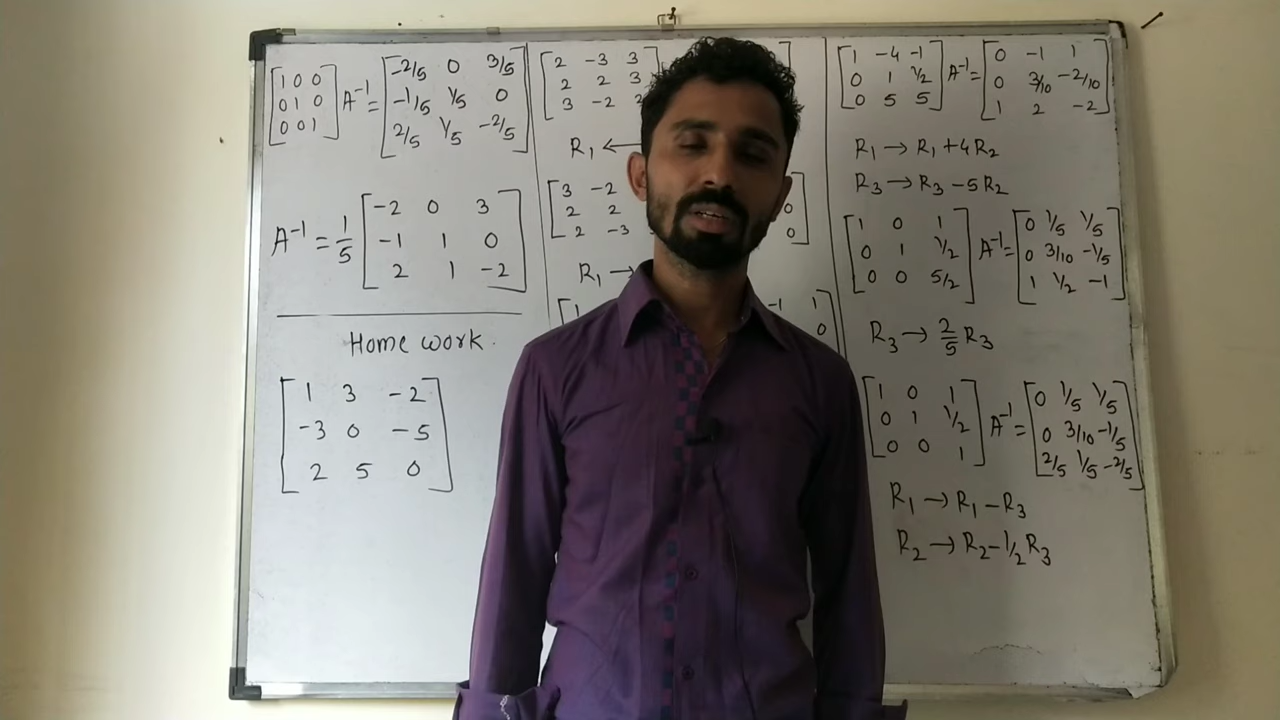 1 0 0
0 1 0
0 0 1
A⁻¹ =
-2/5 0 3/5
-1/5 1/5 0
2/5 1/5 -2/5
A⁻¹ = 1/5
-2 0 3
-1 1 0
2 1 -2
Home work.
1 3 -2
-3 0 -5
2 5 0
2 -3 3
2 2 3
3 -2
R₁ ←
3 -2
2 2
2 -3
0
0
R₁ →
1
-1 1
0
1 -4 -1
0 1 1/2
0 5 5
A⁻¹ =
0 -1 1
0 3/10 -2/10
1 2 -2
R₁ → R₁ + 4R₂
R₃ → R₃ - 5R₂
1 0 1
0 1 1/2
0 0 5/2
A⁻¹ =
0 1/5 1/5
0 3/10 -1/5
1 1/2 -1
R₃ → 2/5 R₃
1 0 1
0 1 1/2
0 0 1
A⁻¹ =
0 1/5 1/5
0 3/10 -1/5
2/5 1/5 -2/5
R₁ → R₁ - R₃
R₂ → R₂ - 1/2 R₃